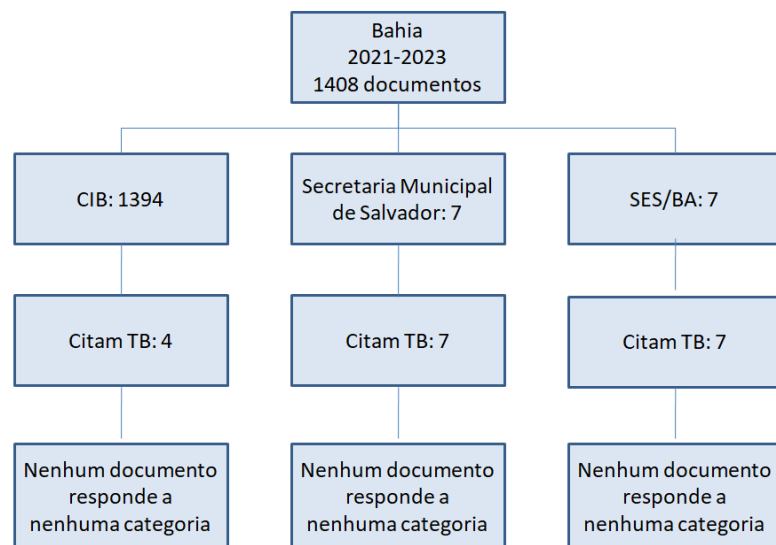 Bahia
2021-2023
1408 documentos
CIB: 1394
Secretaria Municipal
de Salvador: 7
SES/BA: 7
Citam TB: 4
Citam TB: 7
Citam TB: 7
Nenhum documento
responde a
nenhuma categoria
Nenhum documento
responde a
nenhuma categoria
Nenhum documento
responde a
nenhuma categoria